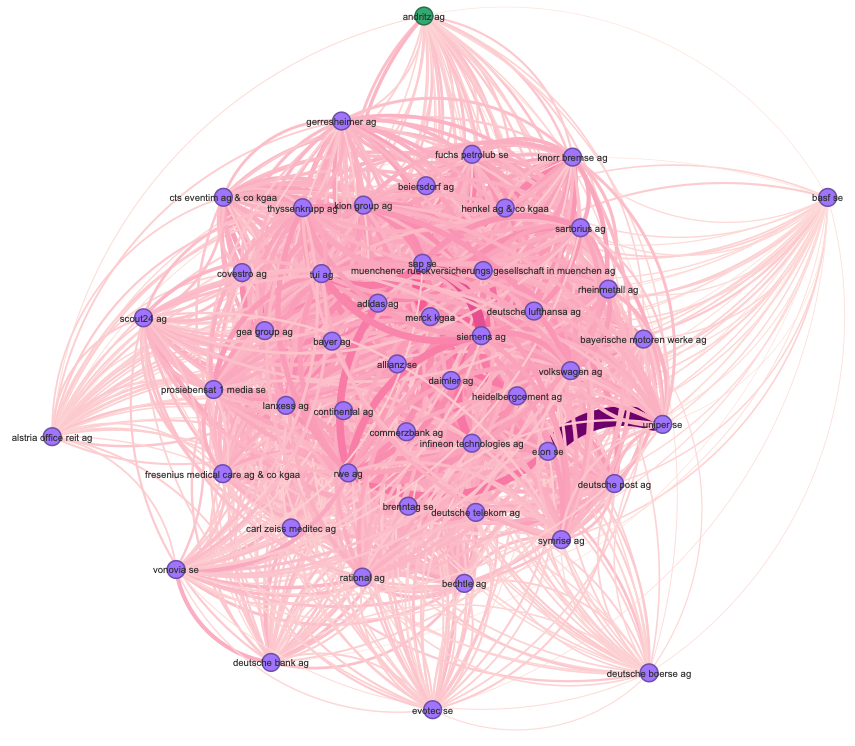 andritz ag
gerresheimer ag
fuchs petrolub se
knorr bremse ag
beiersdorf ag
cts eventim ag & co kgaa
basf se
thyssenkrupp ag
kion group ag
henkel ag & co kgaa
sartorius ag
sap se
muenchener rueckversicherungs gesellschaft in muenchen ag
covestro ag
tui ag
rheinmetall ag
adidas ag
merck kgaa
deutsche lufthansa ag
scout24 ag
gea group ag
bayer ag
siemens ag
bayerische motoren werke ag
allianz se
volkswagen ag
daimler ag
prosiebensat 1 media se
heidelbergcement ag
lanxess ag
continental ag
uniper se
alstria office reit ag
commerzbank ag
infineon technologies ag
e.on se
fresenius medical care ag & co kgaa
rwe ag
deutsche post ag
brenntag se
deutsche telekom ag
carl zeiss meditec ag
symrise ag
vonovia se
rational ag
bechtle ag
deutsche bank ag
deutsche boerse ag
evotec se